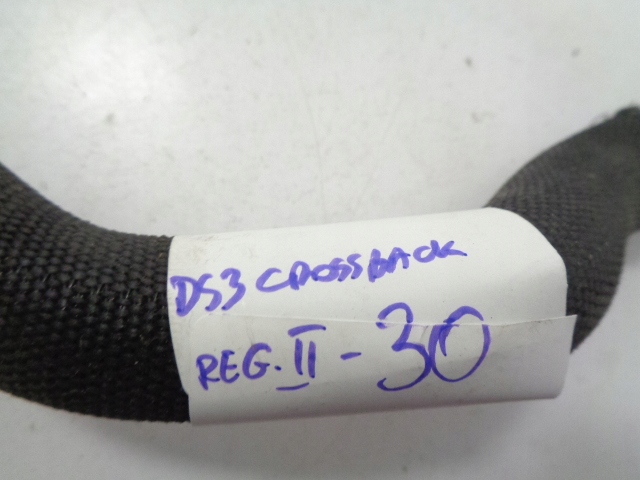 DS3 CROSSBACK
REG. II - 30